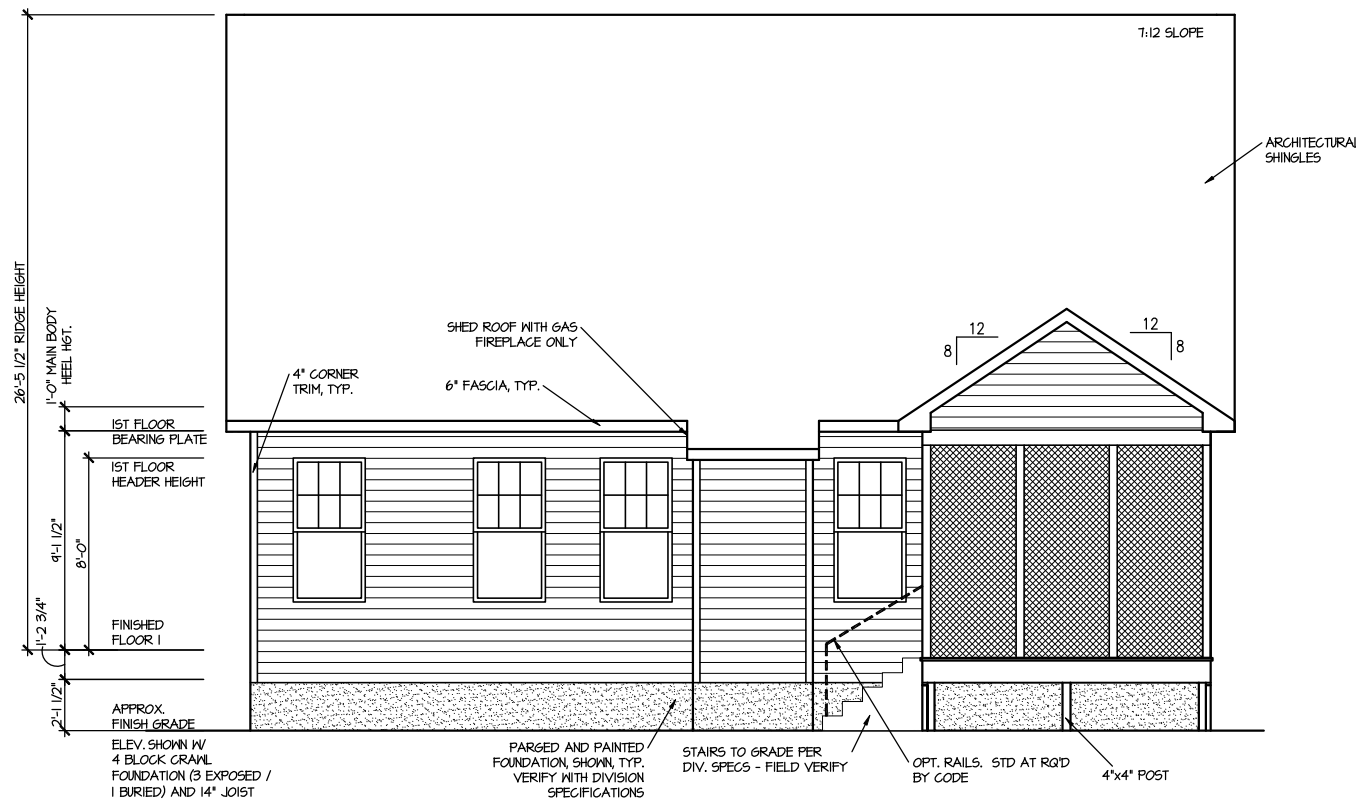 7:12 SLOPE
ARCHITECTURAL
SHINGLES
26'-5 1/2" RIDGE HEIGHT
1'-0" MAIN BODY
HEEL HGT.
SHED ROOF WITH GAS
FIREPLACE ONLY
12
8
12
8
4" CORNER
TRIM, TYP.
6" FASCIA, TYP.
1ST FLOOR
BEARING PLATE
1ST FLOOR
HEADER HEIGHT
9'-1 1/2"
8'-0"
1'-2 3/4"
FINISHED
FLOOR 1
2'-1 1/2"
APPROX.
FINISH GRADE
ELEV. SHOWN W/
4 BLOCK CRAWL
FOUNDATION (3 EXPOSED /
1 BURIED) AND 14" JOIST
PARGED AND PAINTED
FOUNDATION, SHOWN, TYP.
VERIFY WITH DIVISION
SPECIFICATIONS
STAIRS TO GRADE PER
DIV. SPECS - FIELD VERIFY
OPT. RAILS. STD AT RQ'D
BY CODE
4"x4" POST